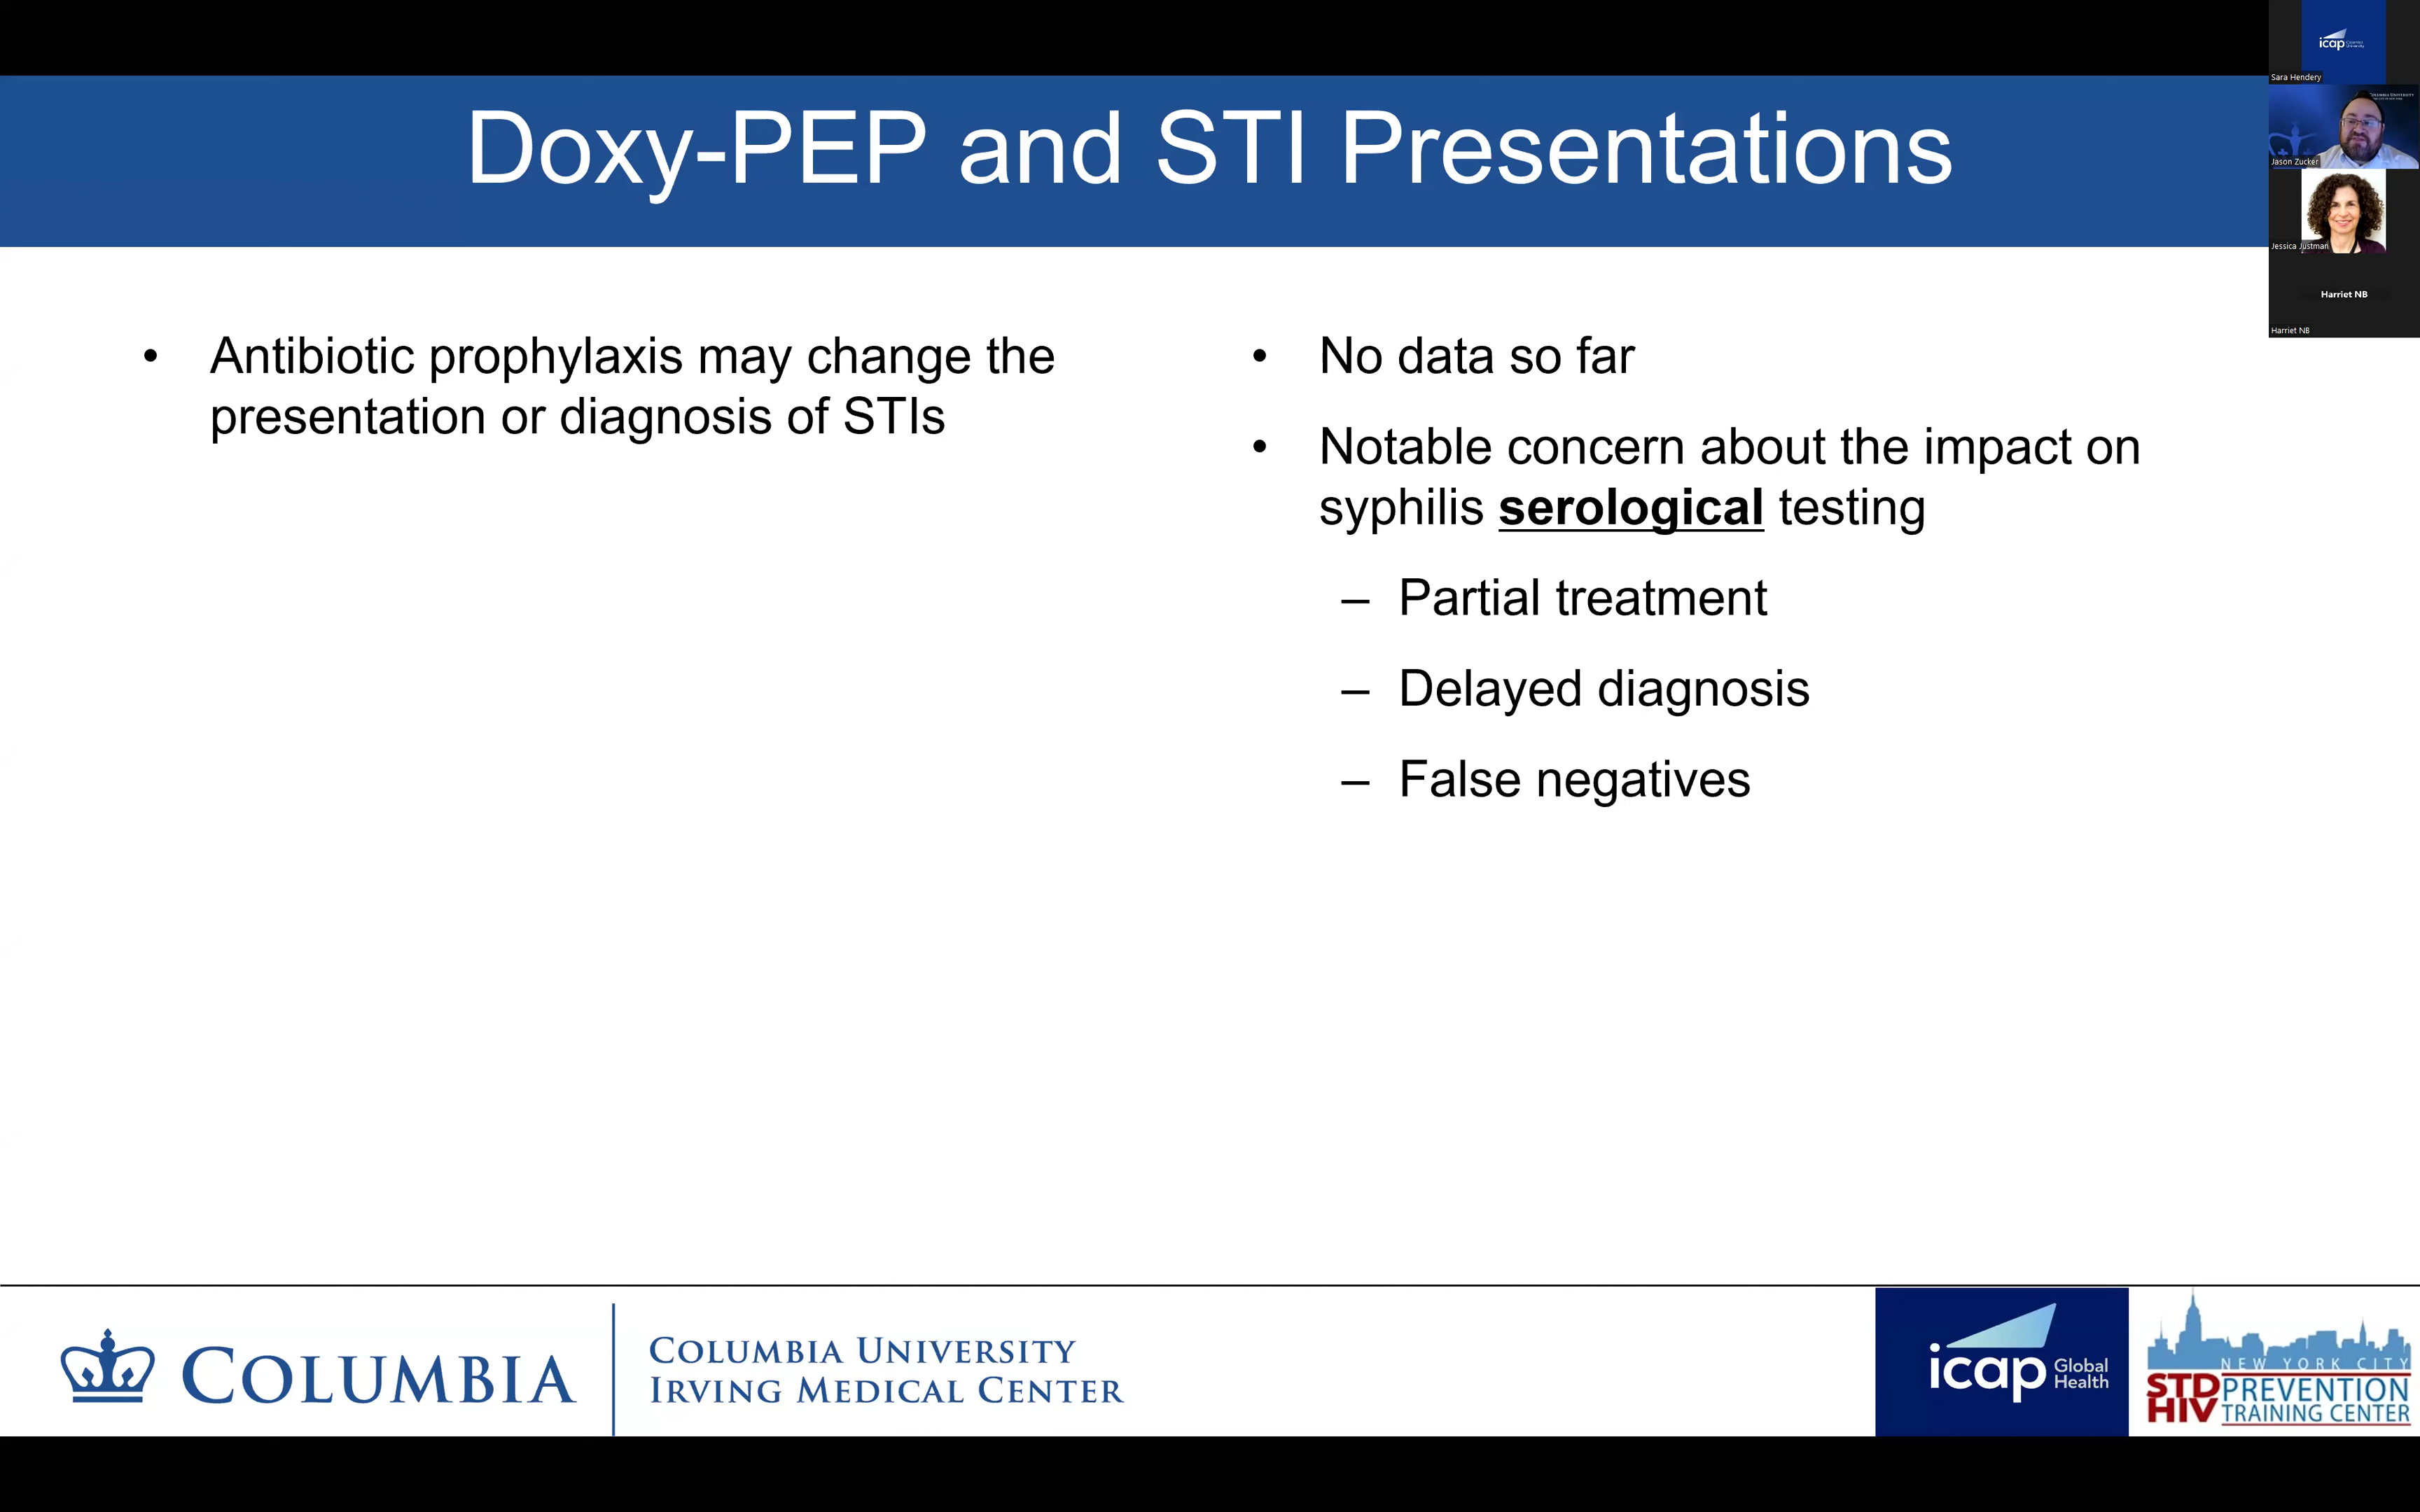 Doxy-PEP and STI Presentations
• Antibiotic prophylaxis may change the
presentation or diagnosis of STIs
• No data so far
• Notable concern about the impact on
syphilis serological testing
– Partial treatment
– Delayed diagnosis
– False negatives
COLUMBIA
COLUMBIA UNIVERSITY
IRVING MEDICAL CENTER
icap Global
Health
NEW YORK CITY
STD PREVENTION
HIV TRAINING CENTER
icap
Sara Hendery
COLUMBIA UNIVERSITY
Jason Zucker
Jessica Justman
Harriet NB
Harriet NB